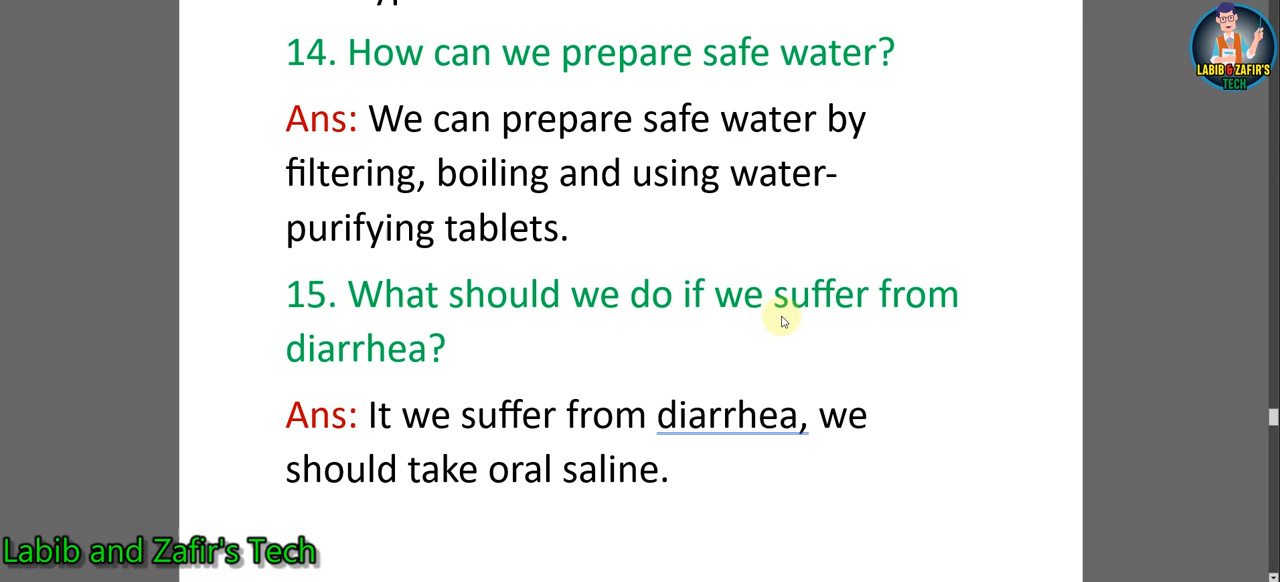 14. How can we prepare safe water?
Ans: We can prepare safe water by
filtering, boiling and using water-
purifying tablets.
15. What should we do if we suffer from
diarrhea?
Ans: It we suffer from diarrhea, we
should take oral saline.
LABIB & ZAFIR'S
TECH
Labib and Zafir's Tech